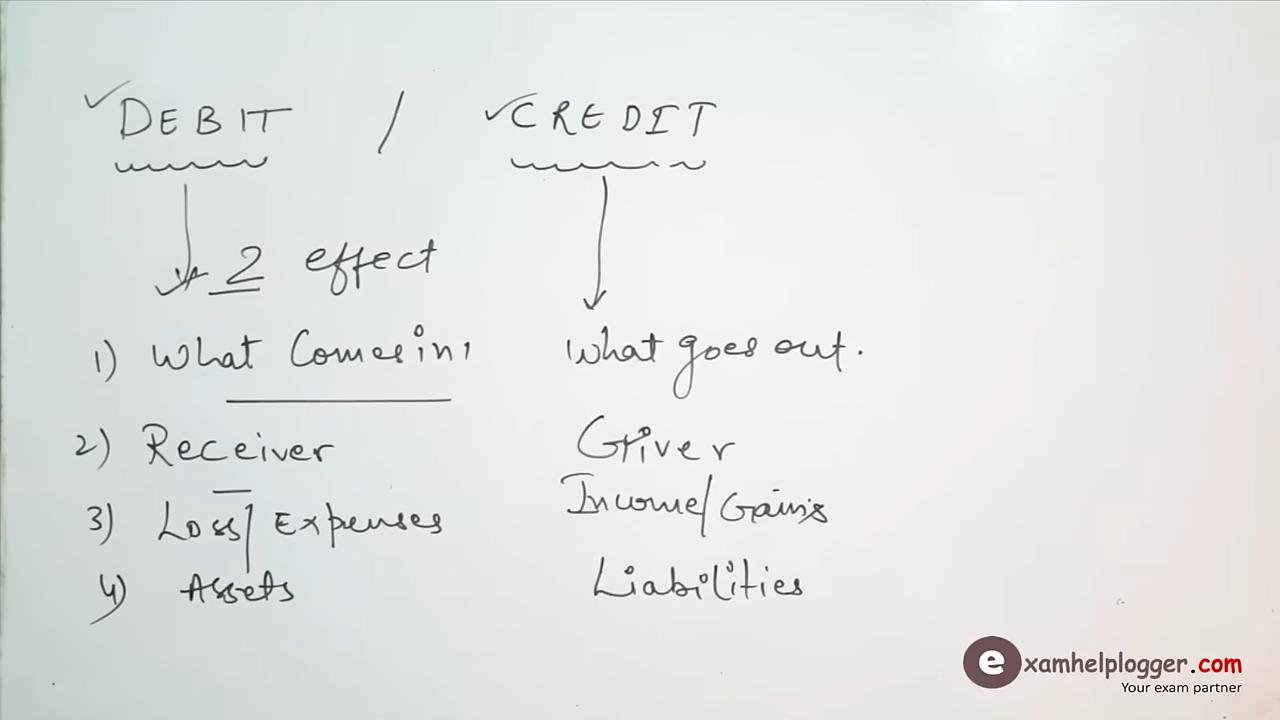 DEBIT / CREDIT
2 effect
1) What Comes in, What goes out.
2) Receiver Giver
3) Loss/Expenses Income/Gains
4) Assets Liabilities
examhelplogger.com
Your exam partner